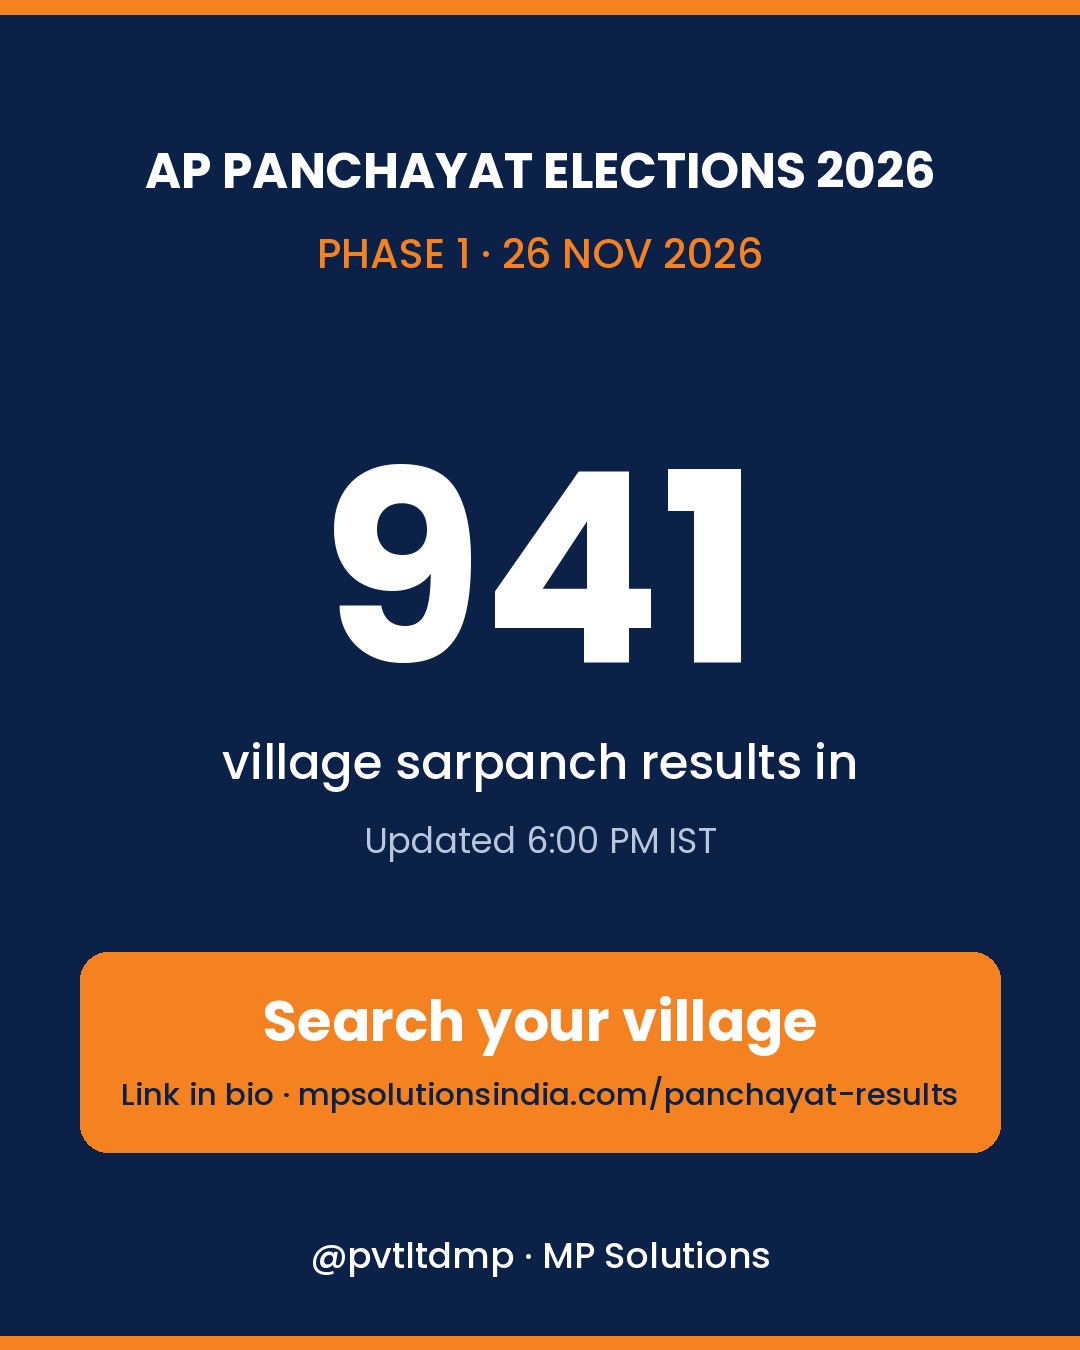 AP PANCHAYAT ELECTIONS 2026
PHASE 1 · 26 NOV 2026
941
village sarpanch results in
Updated 6:00 PM IST
Search your village
Link in bio · mpsolutionsindia.com/panchayat-results
@pvtltdmp · MP Solutions